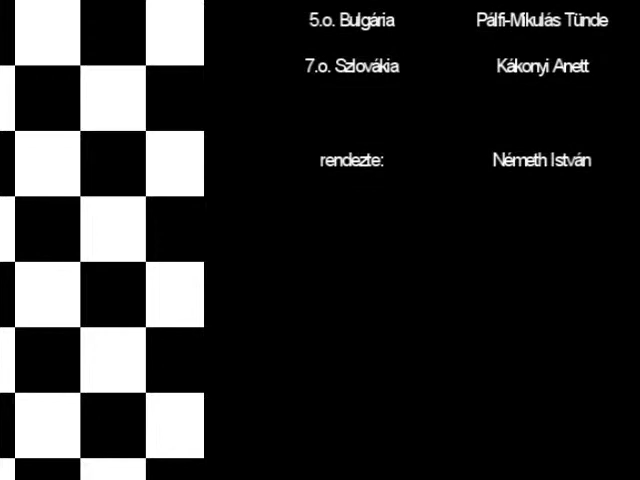 5.o. Bulgária Pálfi-Mikulás Tünde
7.o. Szlovákia Kákonyi Anett
rendezte: Németh István